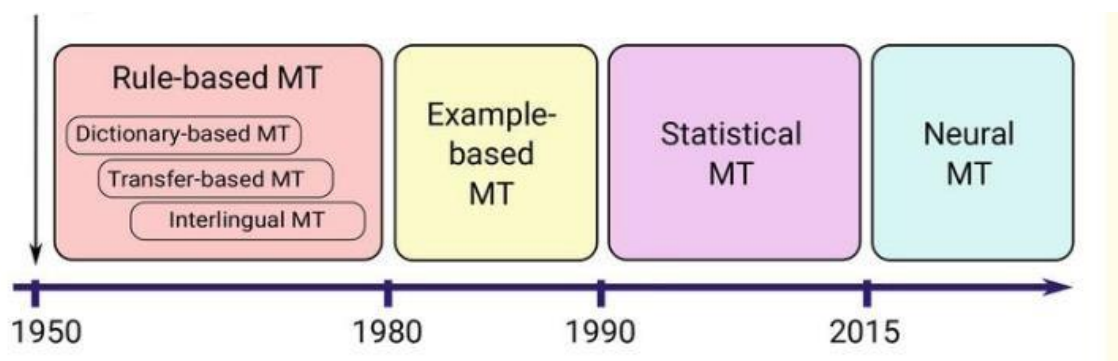 Rule-based MT
Dictionary-based MT
Transfer-based MT
Interlingual MT
Example-
based
MT
Statistical
MT
Neural
MT
1950
1980
1990
2015